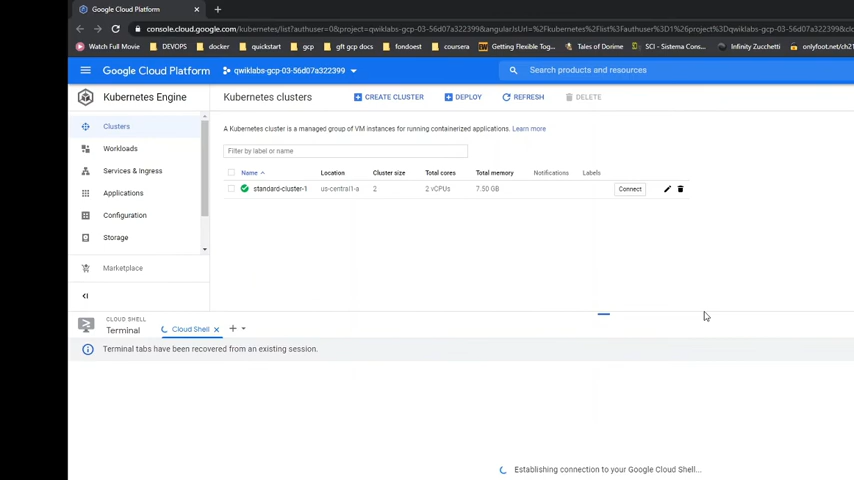 Google Cloud Platform
console.cloud.google.com/kubernetes/list?authuser=0&project=qwiklabs-gcp-03-56d07a322399&angularJsUrl=%2Fkubernetes%2Flist%3Fauthuser%3D1%26project%3Dqwiklabs-gcp-03-56d07a322399
Watch Full Movie DEVOPS docker quickstart gcp gft gcp docs fondoest coursera Getting Flexible Tog... Tales of Dorime SCI - Sistema Cons... Infinity Zucchetti onlyfoot.net/ch21
Google Cloud Platform qwiklabs-gcp-03-56d07a322399 Search products and resources
Kubernetes Engine Kubernetes clusters CREATE CLUSTER DEPLOY REFRESH DELETE
Clusters
A Kubernetes cluster is a managed group of VM instances for running containerized applications. Learn more
Workloads
Filter by label or name
Services & Ingress
Name Location Cluster size Total cores Total memory Notifications Labels
standard-cluster-1 us-central1-a 2 2 vCPUs 7.50 GB Connect
Applications
Configuration
Storage
Marketplace
CLOUD SHELL
Terminal Cloud Shell
Terminal tabs have been recovered from an existing session.
Establishing connection to your Google Cloud Shell...